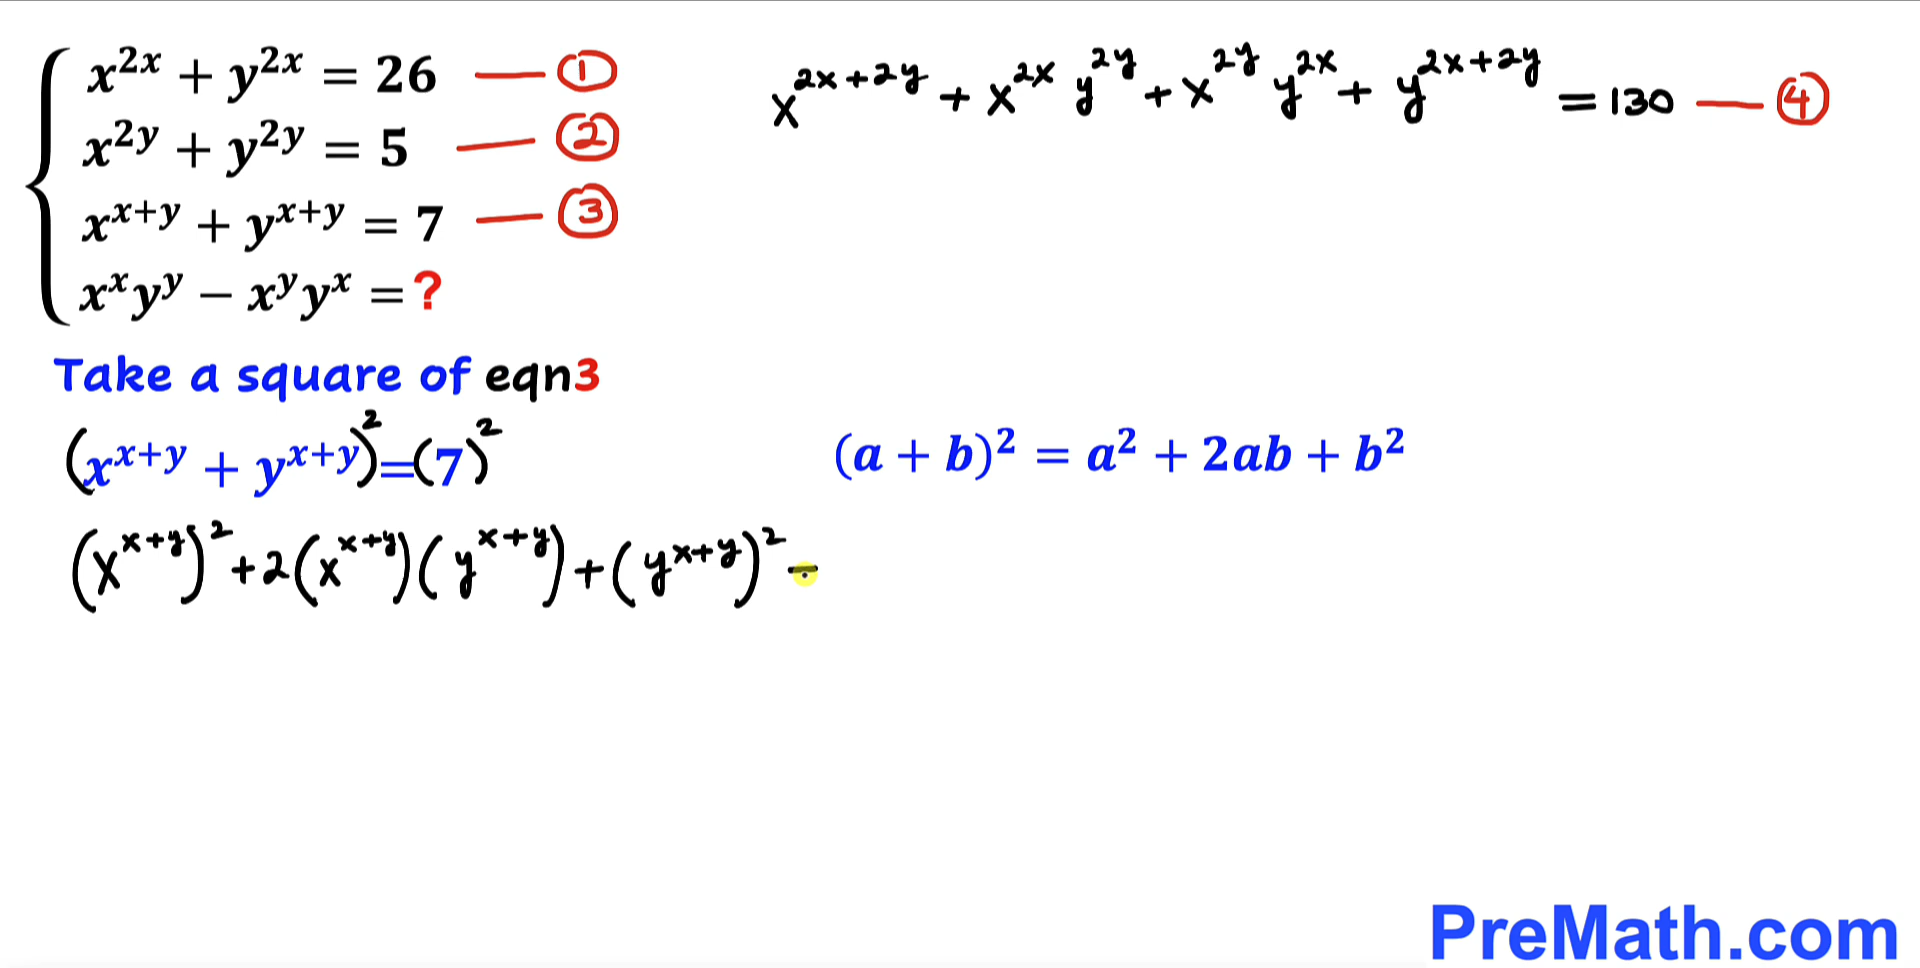 x^{2x} + y^{2x} = 26 — ①
x^{2y} + y^{2y} = 5 — ②
x^{x+y} + y^{x+y} = 7 — ③
x^x y^y − x^y y^x = ?
x^{2x+2y} + x^{2x} y^{2y} + x^{2y} y^{2x} + y^{2x+2y} = 130 — ④
Take a square of eqn3
(x^{x+y} + y^{x+y})^2 = (7)^2
(a + b)^2 = a^2 + 2ab + b^2
(x^{x+y})^2 + 2(x^{x+y})(y^{x+y}) + (y^{x+y})^2 =
PreMath.com